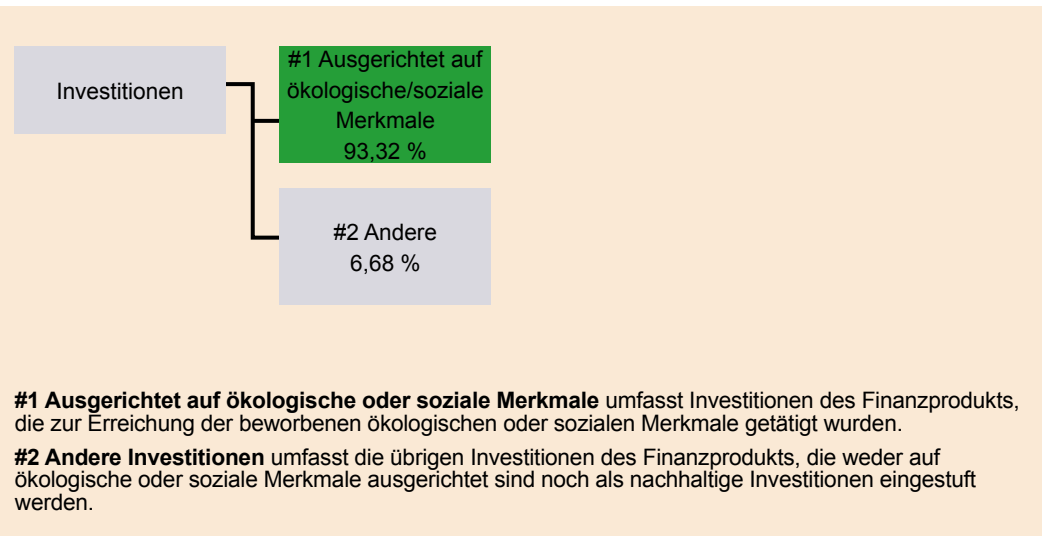 Investitionen
#1 Ausgerichtet auf
ökologische/soziale
Merkmale
93,32 %
#2 Andere
6,68 %
#1 Ausgerichtet auf ökologische oder soziale Merkmale umfasst Investitionen des Finanzprodukts,
die zur Erreichung der beworbenen ökologischen oder sozialen Merkmale getätigt wurden.
#2 Andere Investitionen umfasst die übrigen Investitionen des Finanzprodukts, die weder auf
ökologische oder soziale Merkmale ausgerichtet sind noch als nachhaltige Investitionen eingestuft
werden.